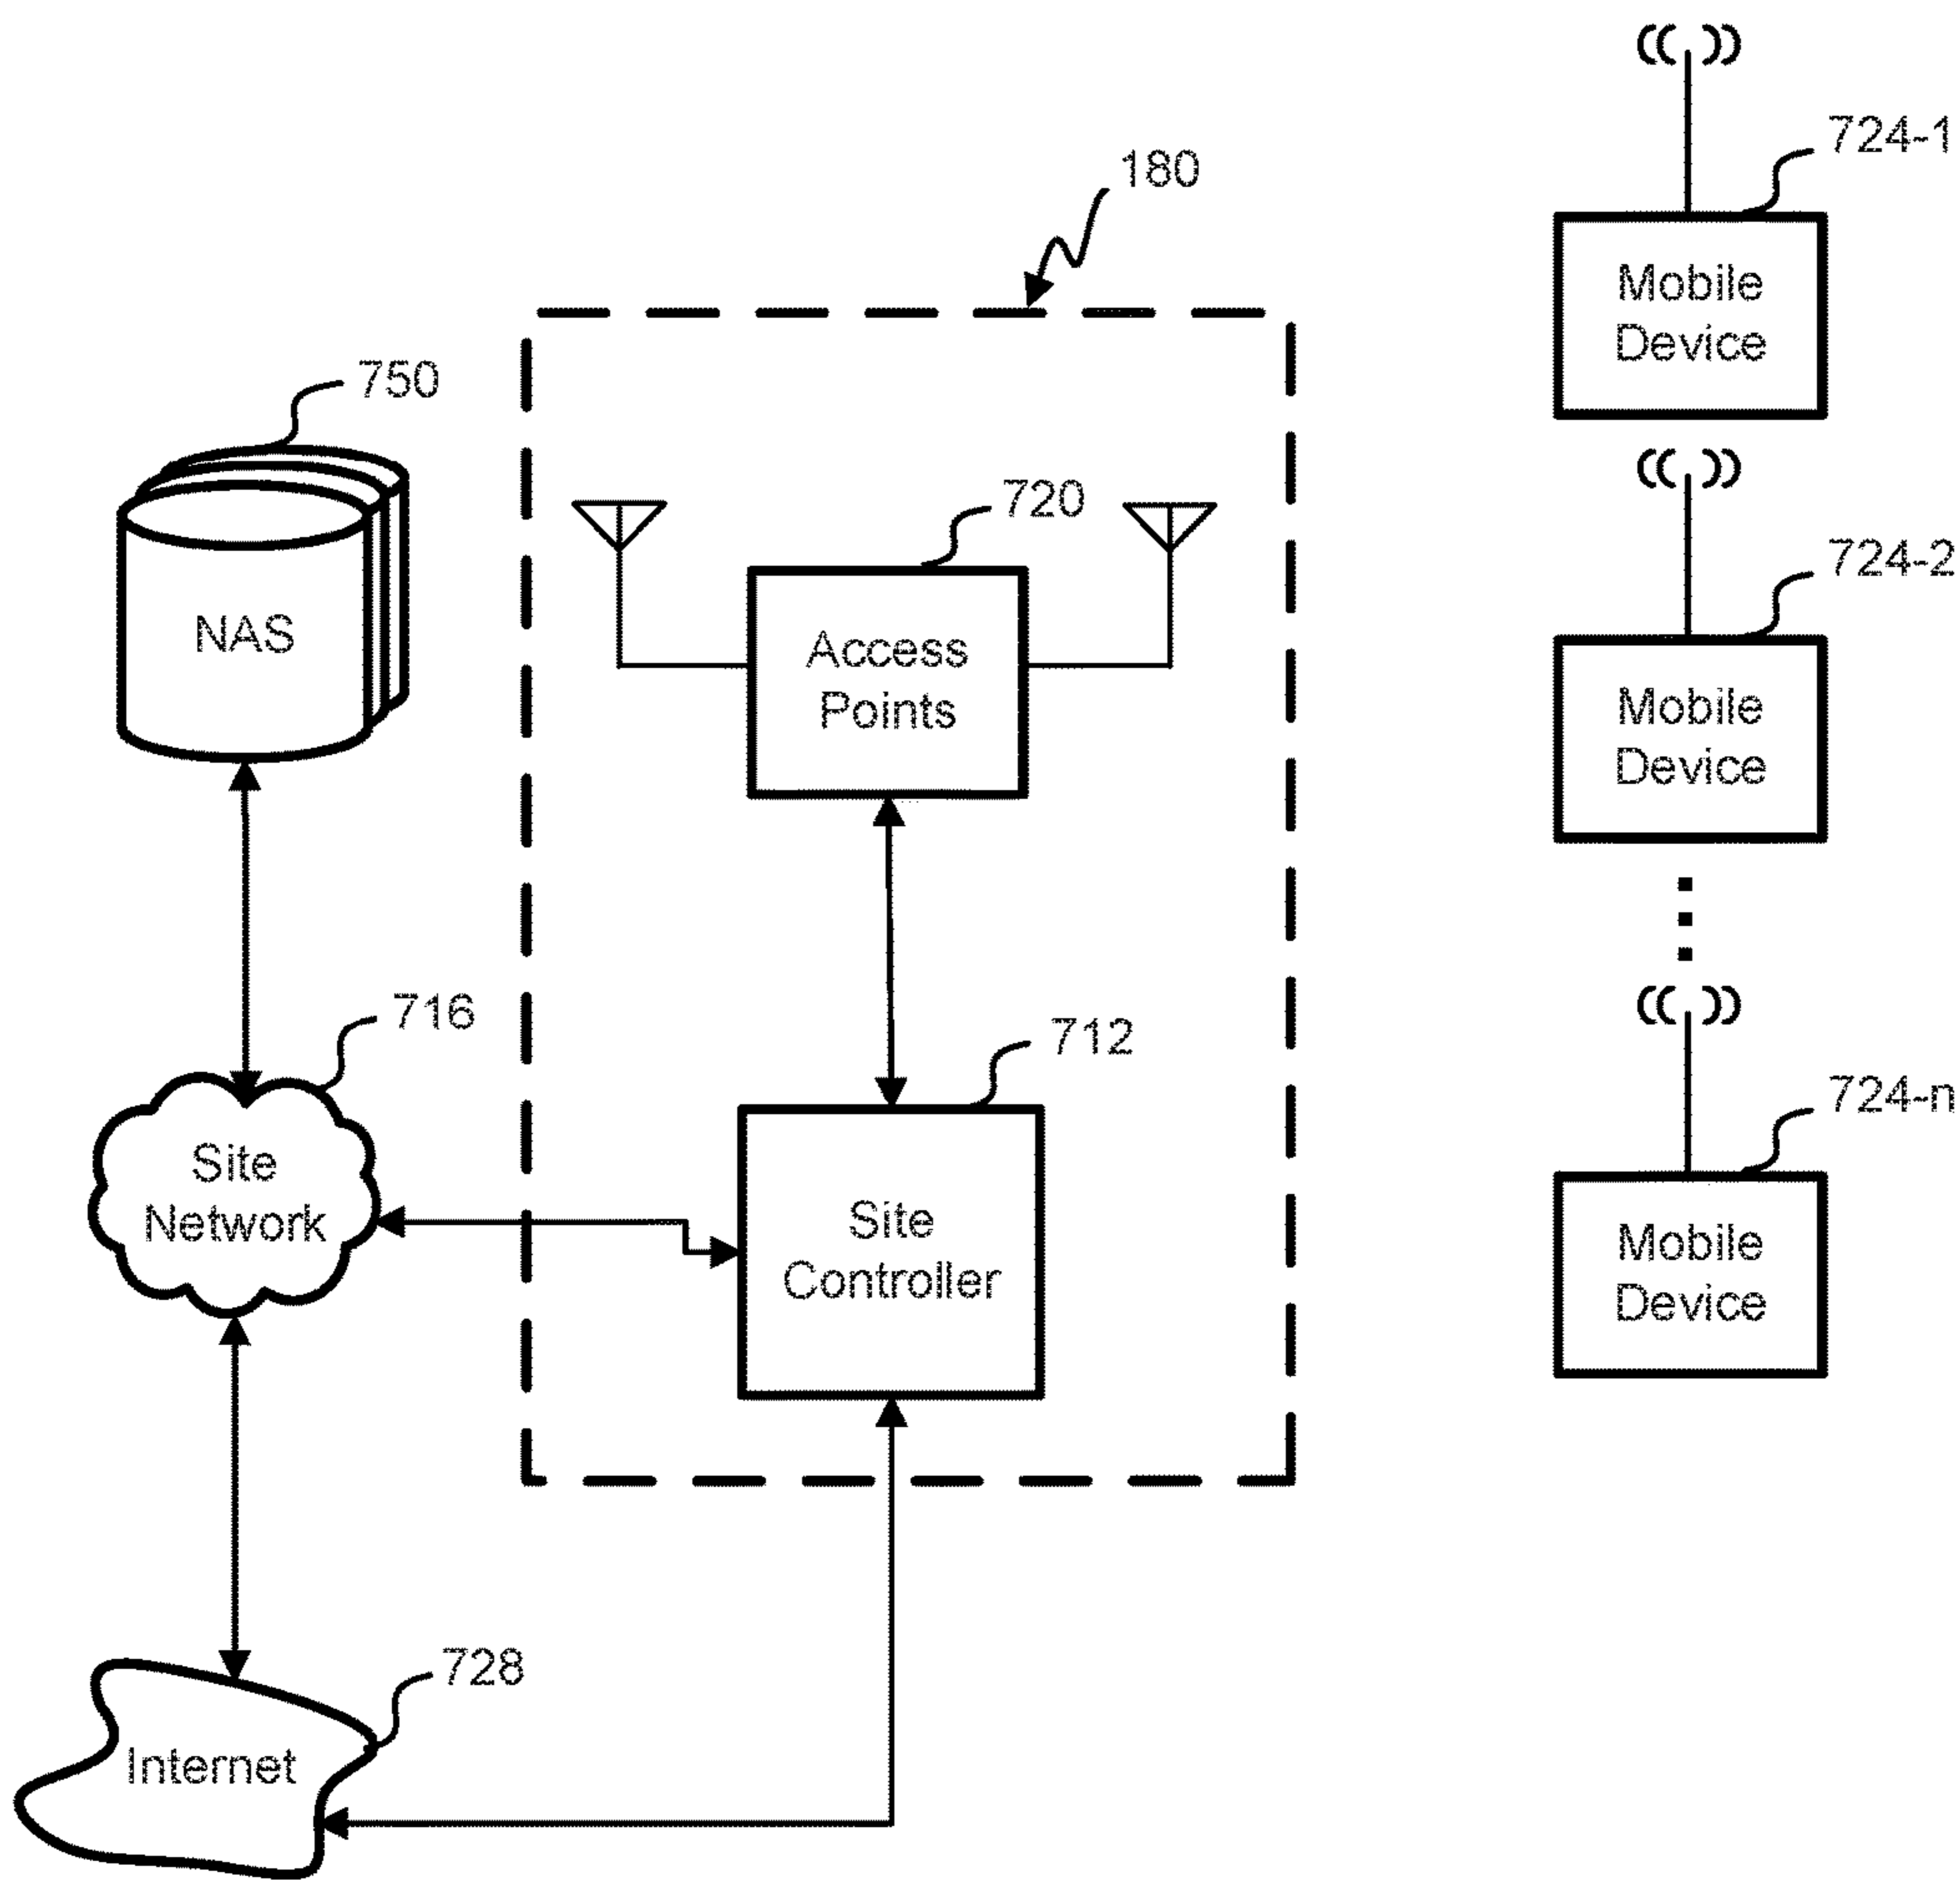 724-1
180
Mobile
Device
750
720
724-2
NAS
Access
Points
Mobile
Device
716
712
724-n
Site
Network
Site
Controller
Mobile
Device
728
Internet